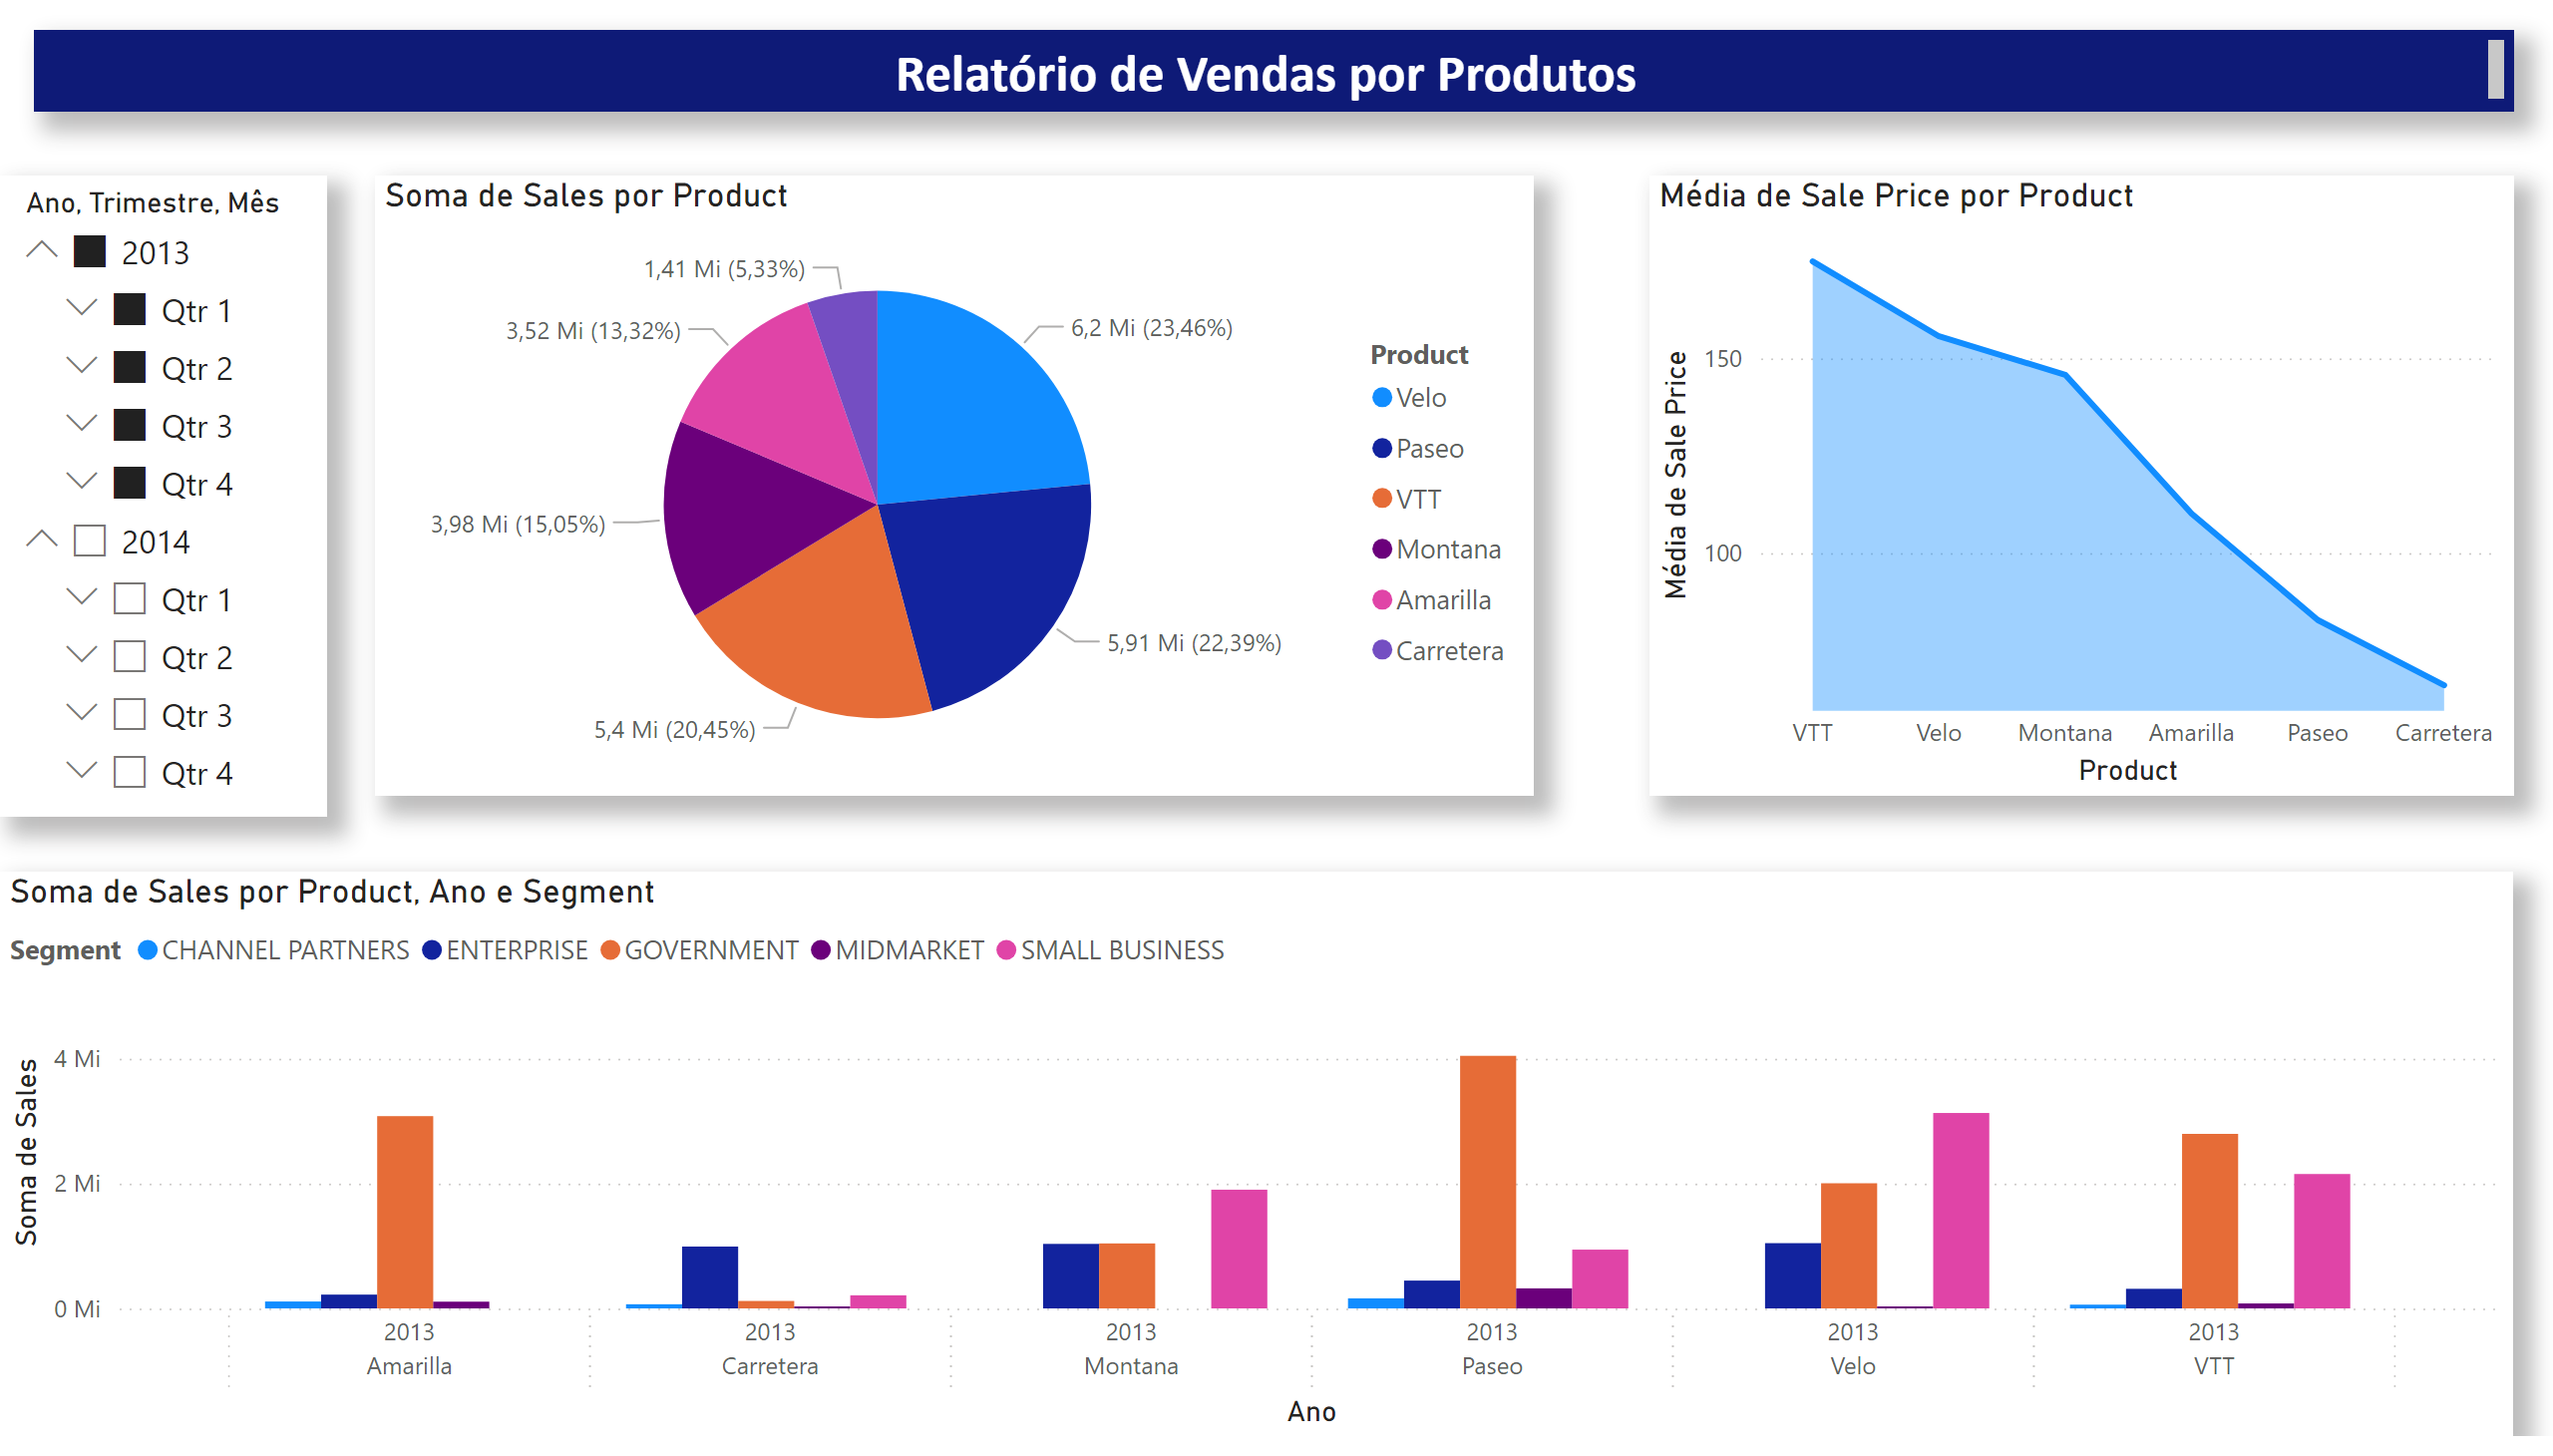 Relatório de Vendas por Produtos
Ano, Trimestre, Mês
2013
Qtr 1
Qtr 2
Qtr 3
Qtr 4
2014
Qtr 1
Qtr 2
Qtr 3
Qtr 4
Soma de Sales por Product
1,41 Mi (5,33%)
3,52 Mi (13,32%)
6,2 Mi (23,46%)
3,98 Mi (15,05%)
5,91 Mi (22,39%)
5,4 Mi (20,45%)
Product
Velo
Paseo
VTT
Montana
Amarilla
Carretera
Média de Sale Price por Product
Média de Sale Price
150
100
VTT Velo Montana Amarilla Paseo Carretera
Product
Soma de Sales por Product, Ano e Segment
Segment CHANNEL PARTNERS ENTERPRISE GOVERNMENT MIDMARKET SMALL BUSINESS
Soma de Sales
4 Mi
2 Mi
0 Mi
2013 2013 2013 2013 2013 2013
Amarilla Carretera Montana Paseo Velo VTT
Ano